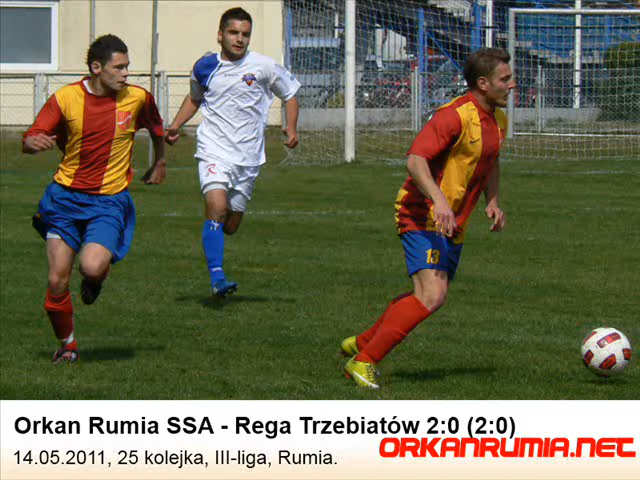 13
Orkan Rumia SSA - Rega Trzebiatów 2:0 (2:0)
14.05.2011, 25 kolejka, III-liga, Rumia.
ORKANRUMIA.NET